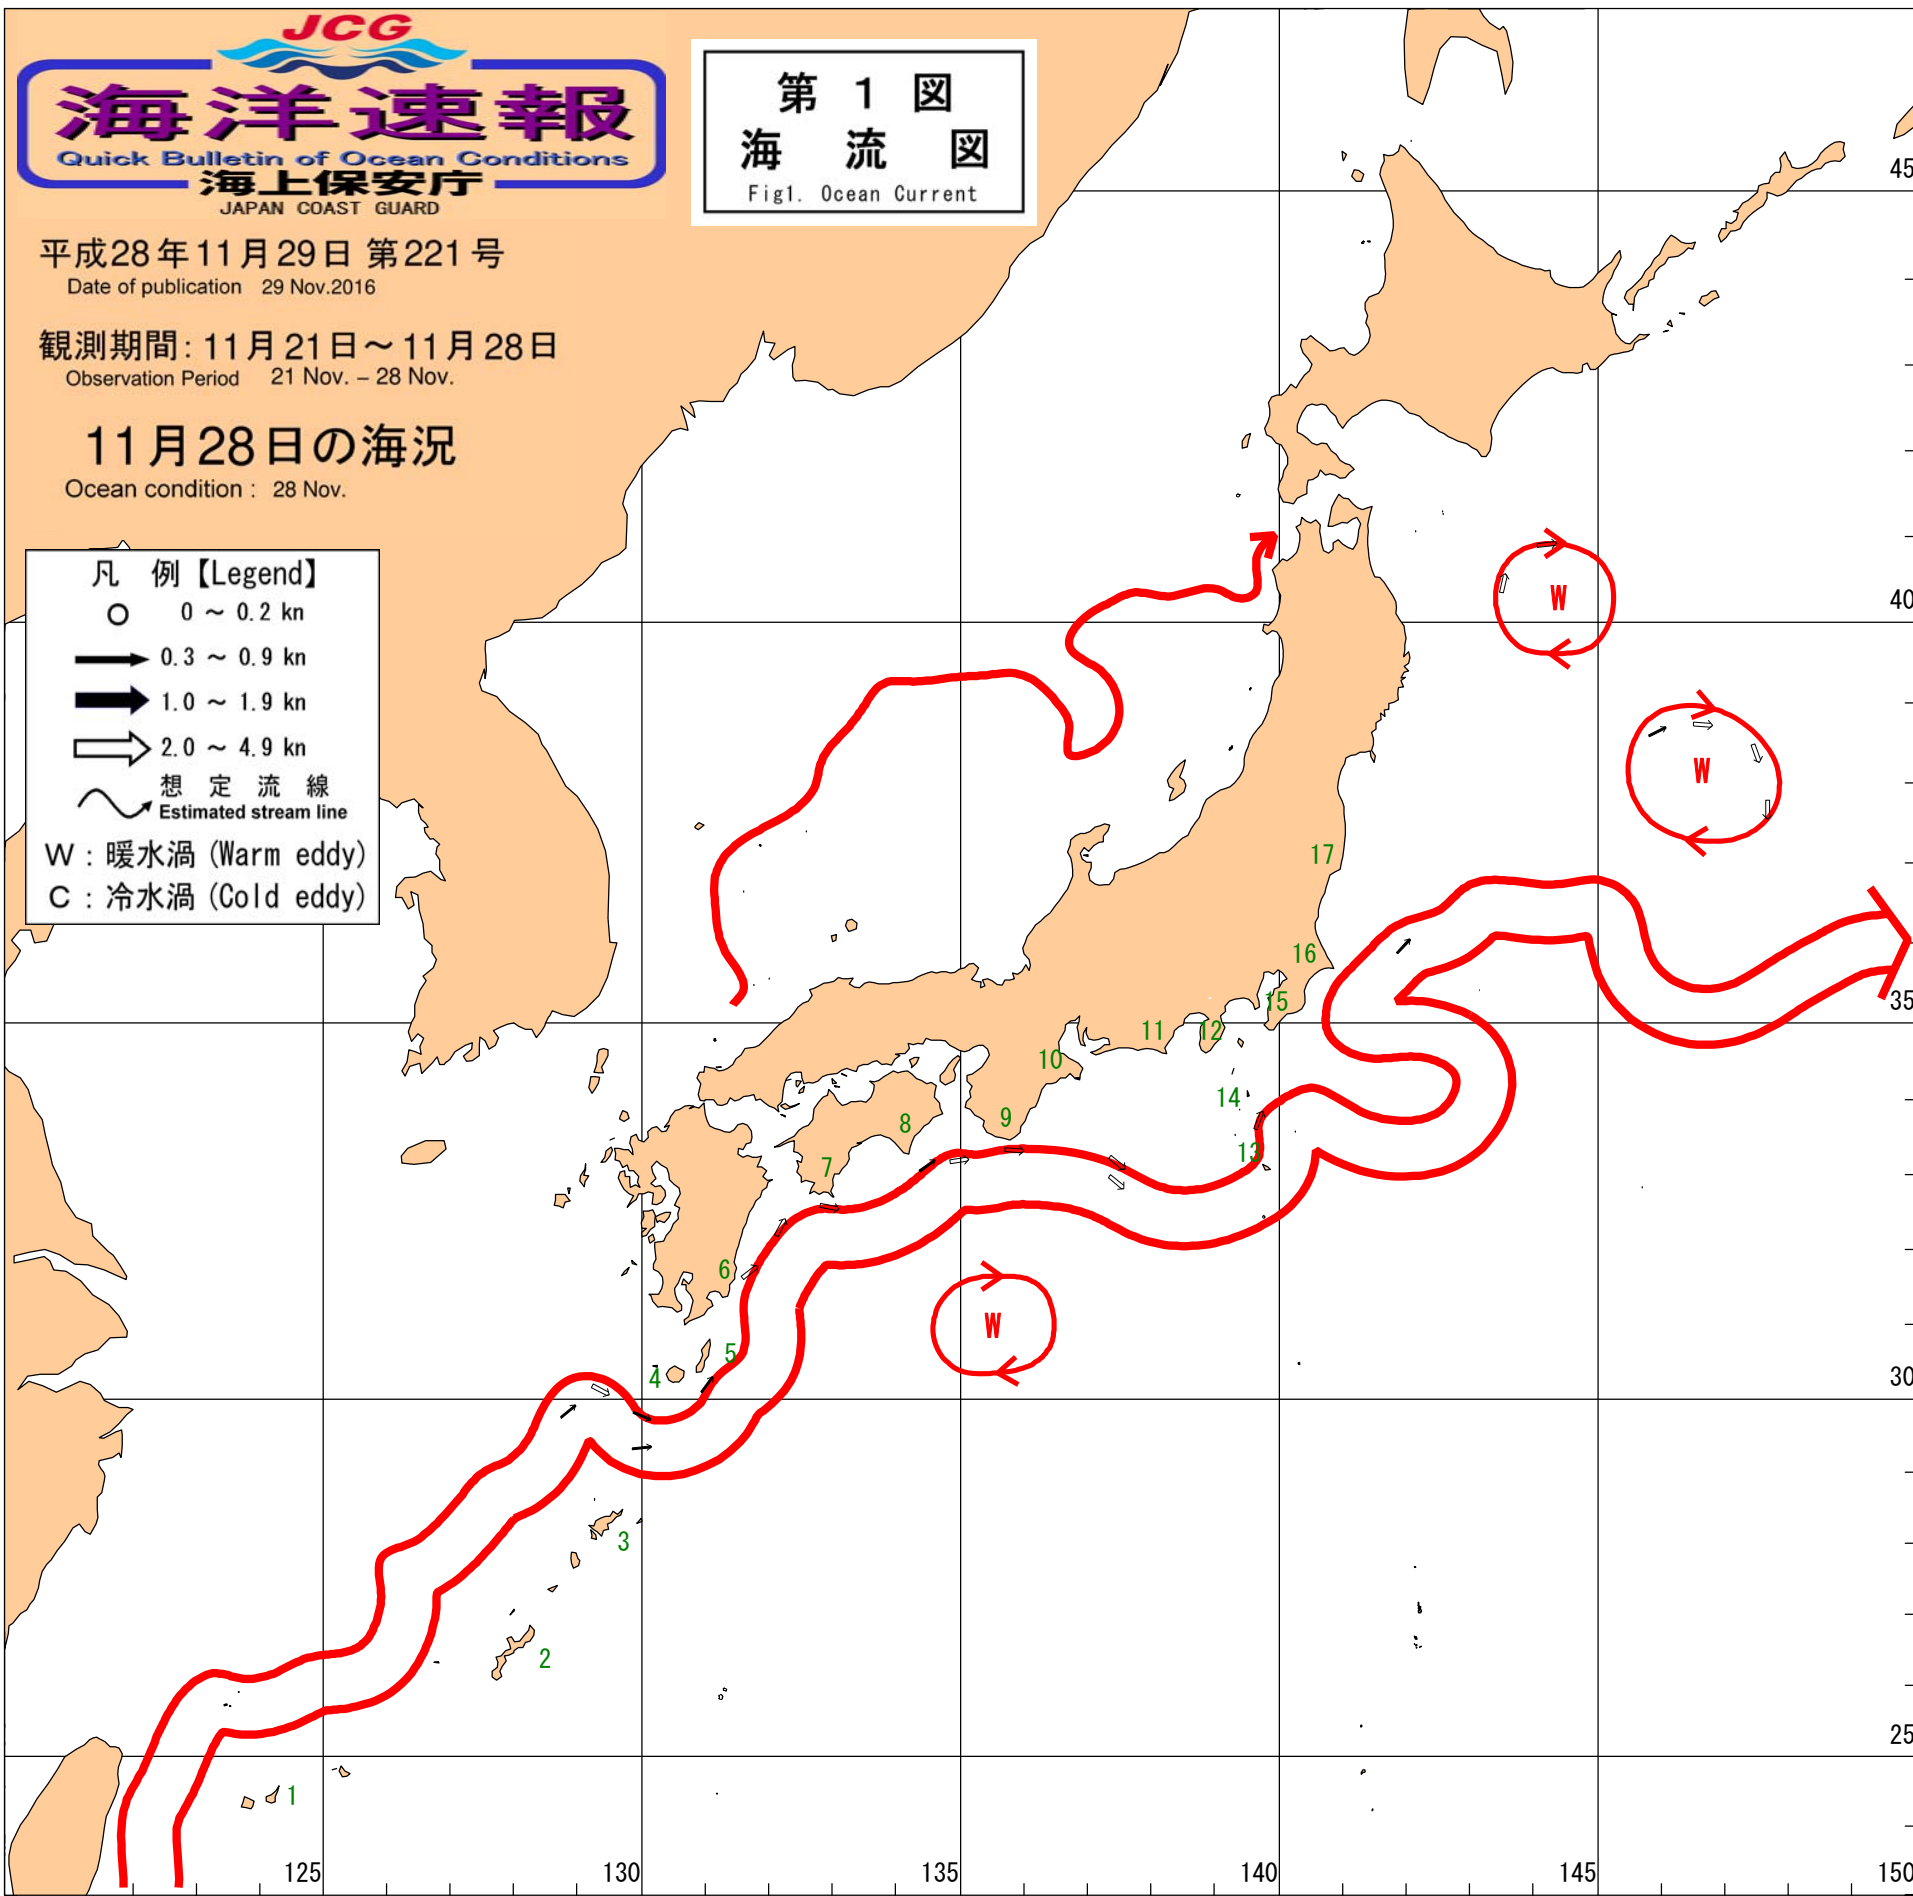 JCG
海洋速報
Quick Bulletin of Ocean Conditions
海上保安庁
JAPAN COAST GUARD
第 1 図
海 流 図
Fig1. Ocean Current
平成28年11月29日 第221号
Date of publication 29 Nov.2016
観測期間: 11月21日～11月28日
Observation Period 21 Nov. – 28 Nov.
11月28日の海況
Ocean condition : 28 Nov.
凡 例【Legend】
0 ～ 0.2 kn
0.3 ～ 0.9 kn
1.0 ～ 1.9 kn
2.0 ～ 4.9 kn
想 定 流 線
Estimated stream line
W : 暖水渦 (Warm eddy)
C : 冷水渦 (Cold eddy)
45
40
35
30
25
W
W
W
17
16
15
14
13
12
11
10
9
8
7
6
5
4
3
2
1
125
130
135
140
145
150